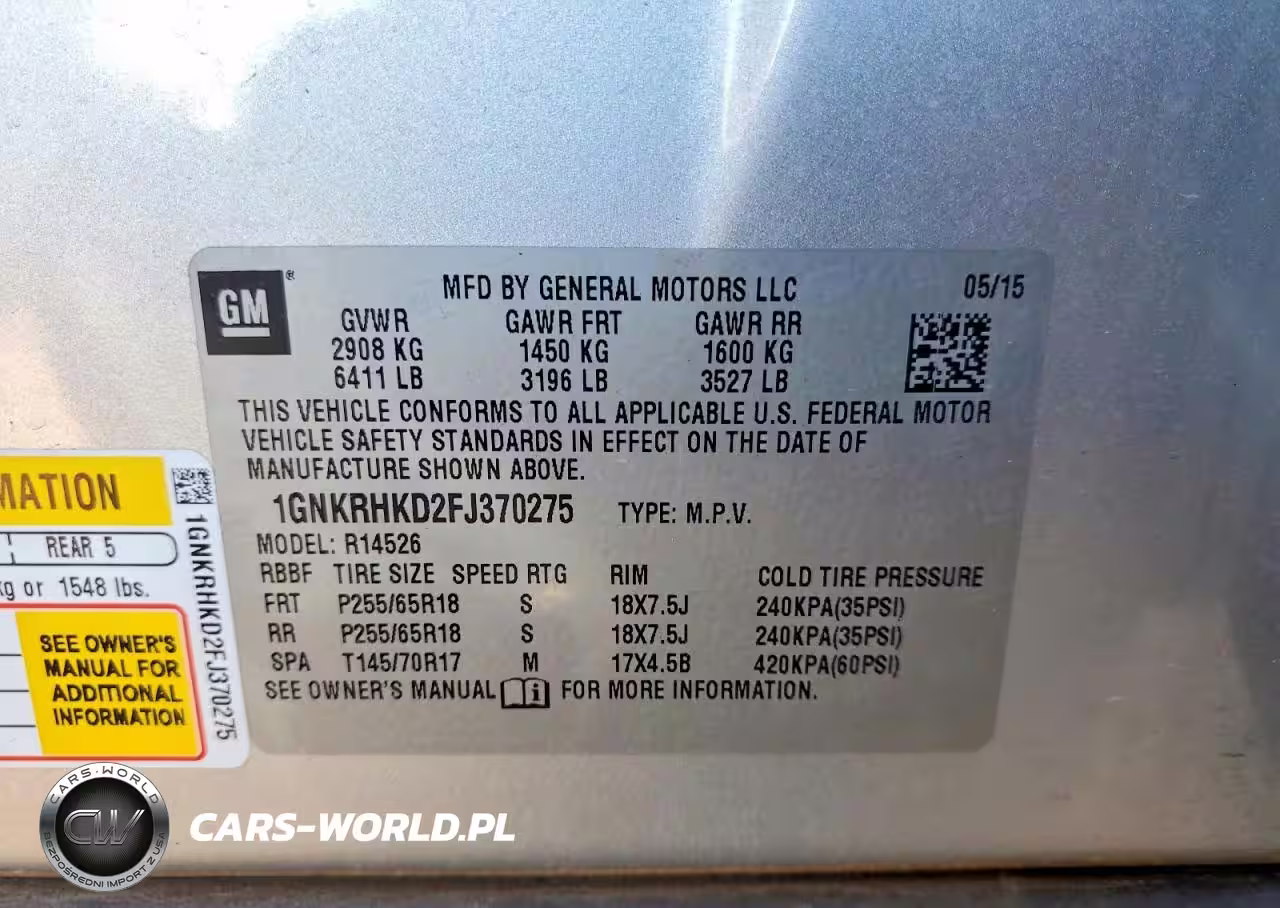 GM
®
MFD BY GENERAL MOTORS LLC 05/15
GVWR GAWR FRT GAWR RR
2908 KG 1450 KG 1600 KG
6411 LB 3196 LB 3527 LB
THIS VEHICLE CONFORMS TO ALL APPLICABLE U.S. FEDERAL MOTOR
VEHICLE SAFETY STANDARDS IN EFFECT ON THE DATE OF
MANUFACTURE SHOWN ABOVE.
1GNKRHKD2FJ370275 TYPE: M.P.V.
MODEL: R14526
RBBF TIRE SIZE SPEED RTG RIM COLD TIRE PRESSURE
FRT P255/65R18 S 18X7.5J 240KPA(35PSI)
RR P255/65R18 S 18X7.5J 240KPA(35PSI)
SPA T145/70R17 M 17X4.5B 420KPA(60PSI)
SEE OWNER'S MANUAL i FOR MORE INFORMATION.
MATION
REAR 5
kg or 1548 lbs.
SEE OWNER'S
MANUAL FOR
ADDITIONAL
INFORMATION
1GNKRHKD2FJ370275
CARS-WORLD
CW
BEZPOŚREDNI IMPORT Z USA
CARS-WORLD.PL